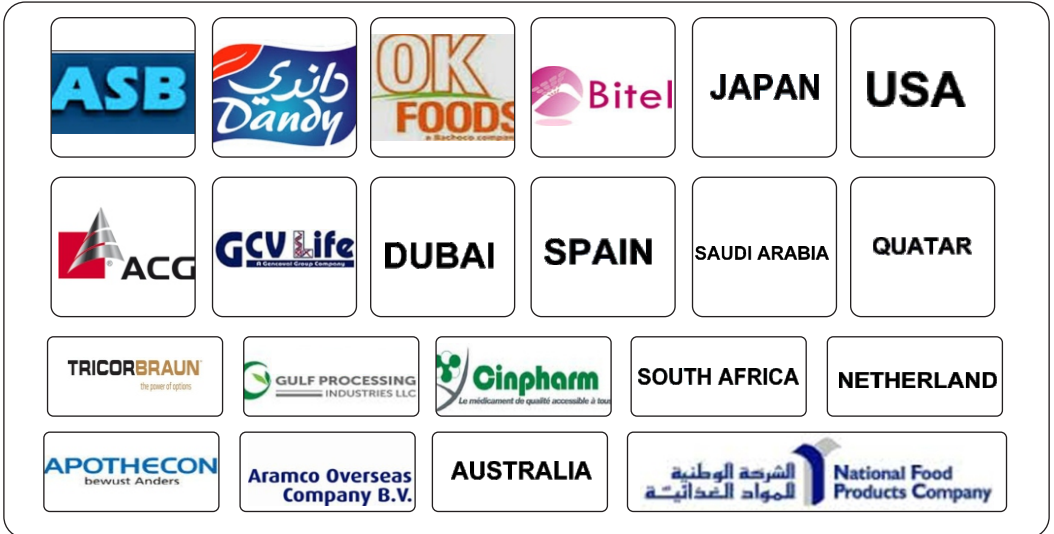 ASB
داندي
Dandy
OK
FOODS
a Bachoco compan
Bitel
JAPAN
USA
ACG
®
GCV Life
A Gencoval Group Company
DUBAI
SPAIN
SAUDI ARABIA
QUATAR
TRICORBRAUN
the power of options
GULF PROCESSING
INDUSTRIES LLC
Cinpharm
Le médicament de qualité accessible à tous
SOUTH AFRICA
NETHERLAND
APOTHECON
bewust Anders
Aramco Overseas
Company B.V.
AUSTRALIA
الشركة الوطنية
للمواد الغذائية
National Food
Products Company